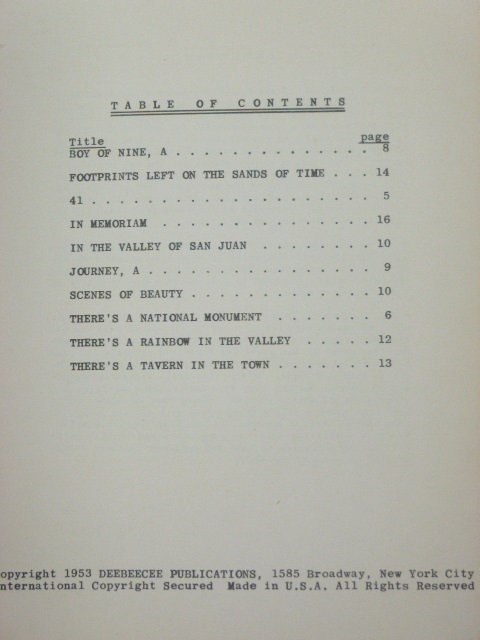 TABLE OF CONTENTS
Title page
BOY OF NINE, A . . . . . . . . . . . . . . 8
FOOTPRINTS LEFT ON THE SANDS OF TIME . . . 14
41 . . . . . . . . . . . . . . . . . . . . 5
IN MEMORIAM . . . . . . . . . . . . . . . 16
IN THE VALLEY OF SAN JUAN . . . . . . . . 10
JOURNEY, A . . . . . . . . . . . . . . . . 9
SCENES OF BEAUTY . . . . . . . . . . . . . 10
THERE'S A NATIONAL MONUMENT . . . . . . . 6
THERE'S A RAINBOW IN THE VALLEY . . . . . 12
THERE'S A TAVERN IN THE TOWN . . . . . . . 13
opyright 1953 DEEBEECEE PUBLICATIONS, 1585 Broadway, New York City
nternational Copyright Secured Made in U.S.A. All Rights Reserved